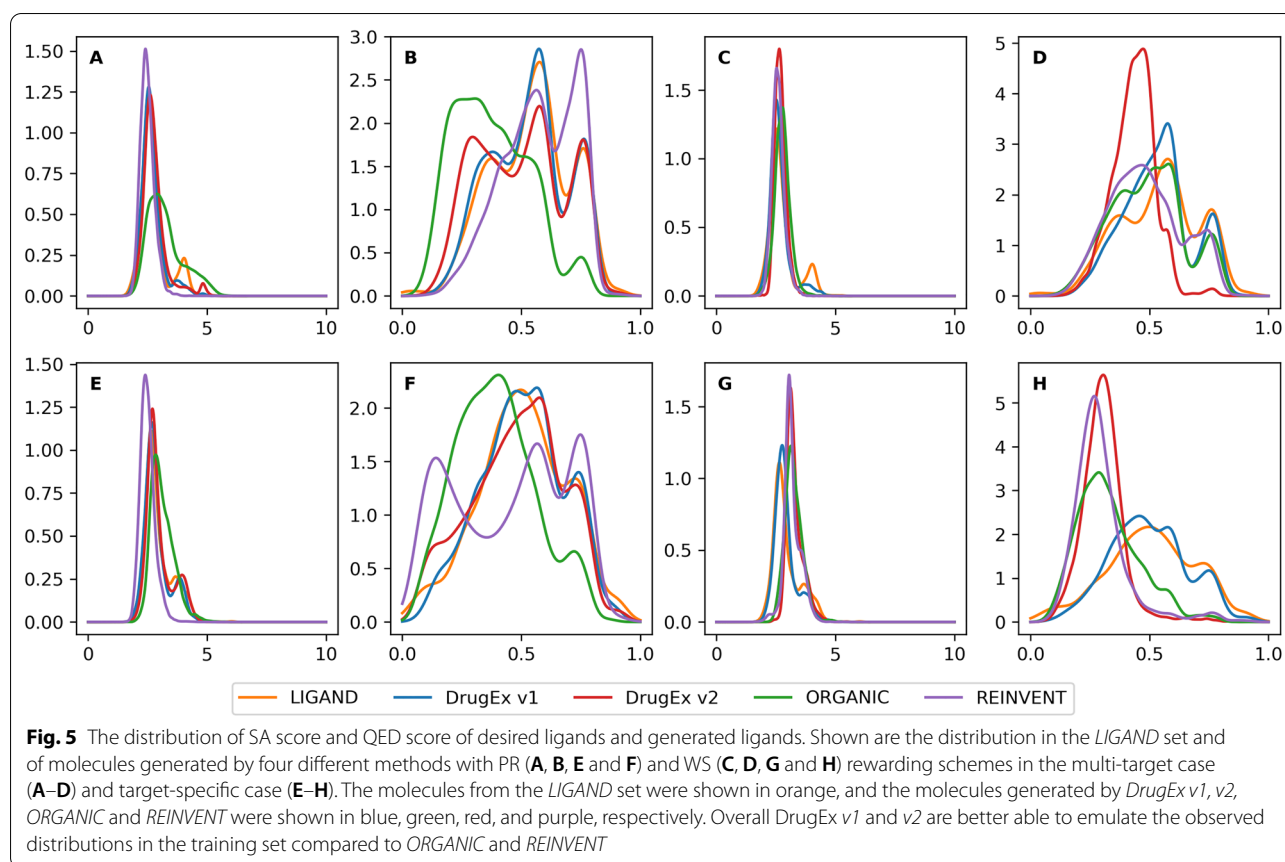 A
1.50
1.25
1.00
0.75
0.50
0.25
0.00
0 5 10
B
3.0
2.5
2.0
1.5
1.0
0.5
0.0
0.0 0.5 1.0
C
1.5
1.0
0.5
0.0
0 5 10
D
5
4
3
2
1
0
0.0 0.5 1.0
E
1.50
1.25
1.00
0.75
0.50
0.25
0.00
0 5 10
F
2.0
1.5
1.0
0.5
0.0
0.0 0.5 1.0
G
1.5
1.0
0.5
0.0
0 5 10
H
5
4
3
2
1
0
0.0 0.5 1.0
LIGAND DrugEx v1 DrugEx v2 ORGANIC REINVENT
Fig. 5 The distribution of SA score and QED score of desired ligands and generated ligands. Shown are the distribution in the LIGAND set and
of molecules generated by four different methods with PR (A, B, E and F) and WS (C, D, G and H) rewarding schemes in the multi-target case
(A–D) and target-specific case (E–H). The molecules from the LIGAND set were shown in orange, and the molecules generated by DrugEx v1, v2,
ORGANIC and REINVENT were shown in blue, green, red, and purple, respectively. Overall DrugEx v1 and v2 are better able to emulate the observed
distributions in the training set compared to ORGANIC and REINVENT